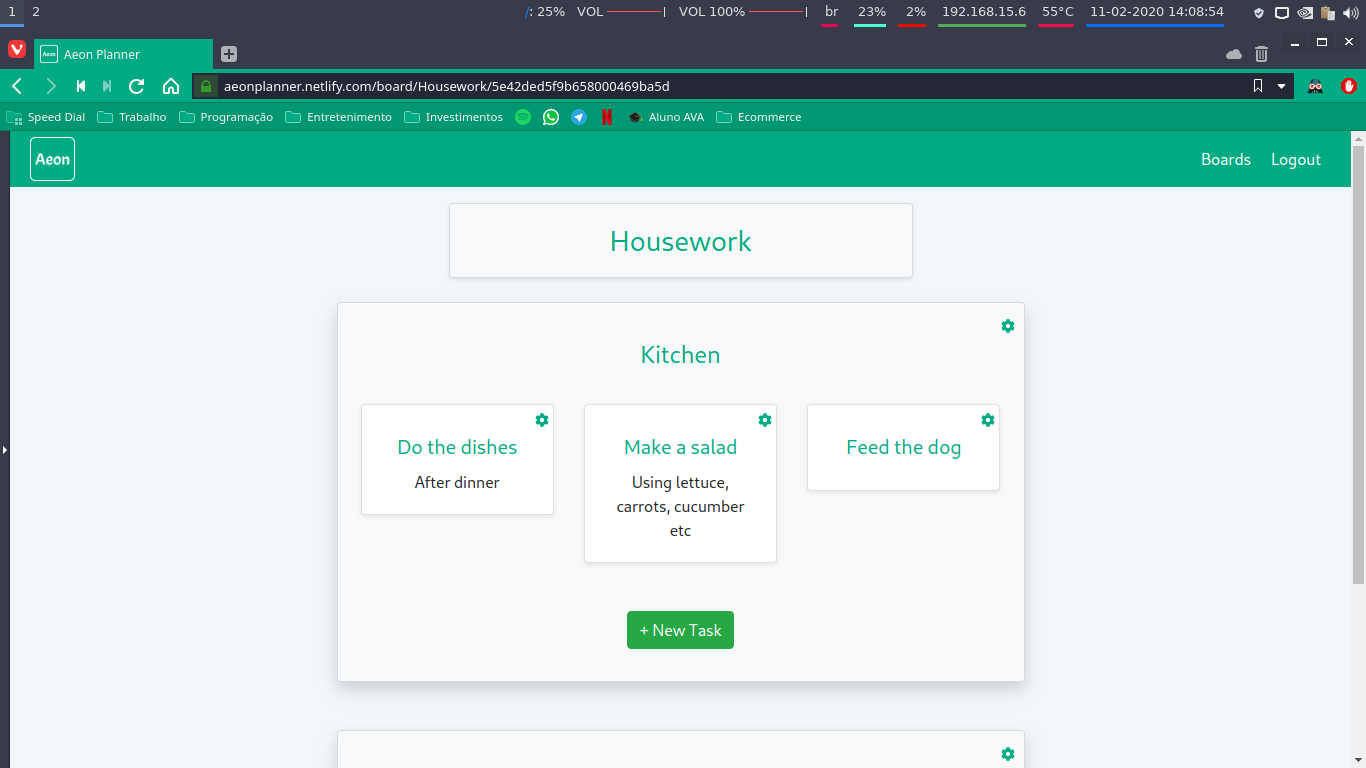 1 2 /: 25% VOL VOL 100% br 23% 2% 192.168.15.6 55°C 11-02-2020 14:08:54
Aeon Aeon Planner
aeonplanner.netlify.com/board/Housework/5e42ded5f9b658000469ba5d
Speed Dial Trabalho Programação Entretenimento Investimentos Aluno AVA Ecommerce
Aeon Boards Logout
Housework
Kitchen
Do the dishes
After dinner
Make a salad
Using lettuce,
carrots, cucumber
etc
Feed the dog
+ New Task